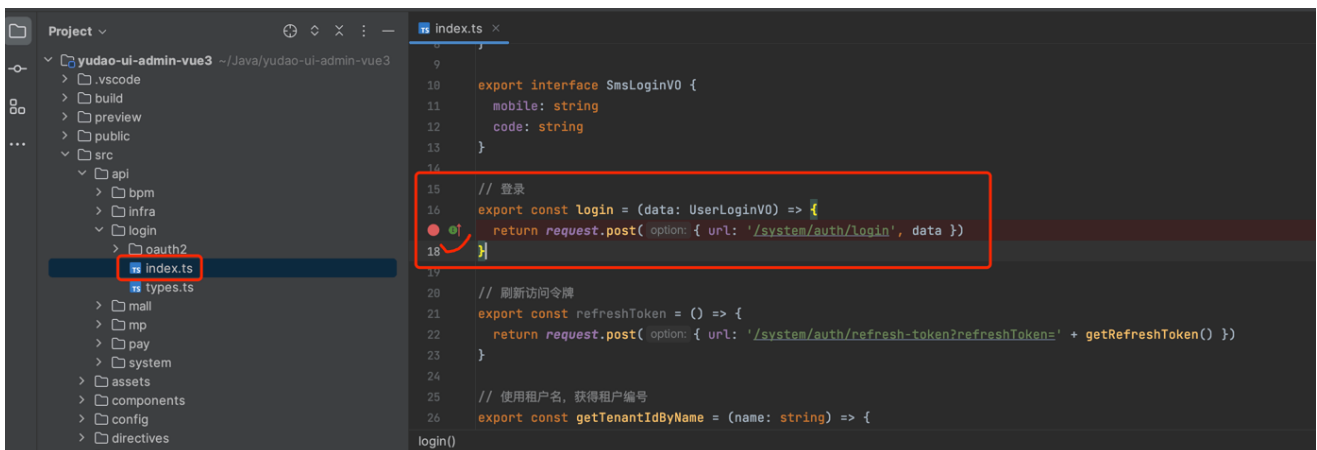 Project
index.ts
yudao-ui-admin-vue3 ~/Java/yudao-ui-admin-vue3
.vscode
build
preview
public
src
api
bpm
infra
login
oauth2
index.ts
types.ts
mall
mp
pay
system
assets
components
config
directives
8 }
9
10 export interface SmsLoginVO {
11 mobile: string
12 code: string
13 }
14
15 // 登录
16 export const login = (data: UserLoginVO) => {
return request.post( option: { url: '/system/auth/login', data })
18 }
19
20 // 刷新访问令牌
21 export const refreshToken = () => {
22 return request.post( option: { url: '/system/auth/refresh-token?refreshToken=' + getRefreshToken() })
23 }
24
25 // 使用租户名，获得租户编号
26 export const getTenantIdByName = (name: string) => {
login()